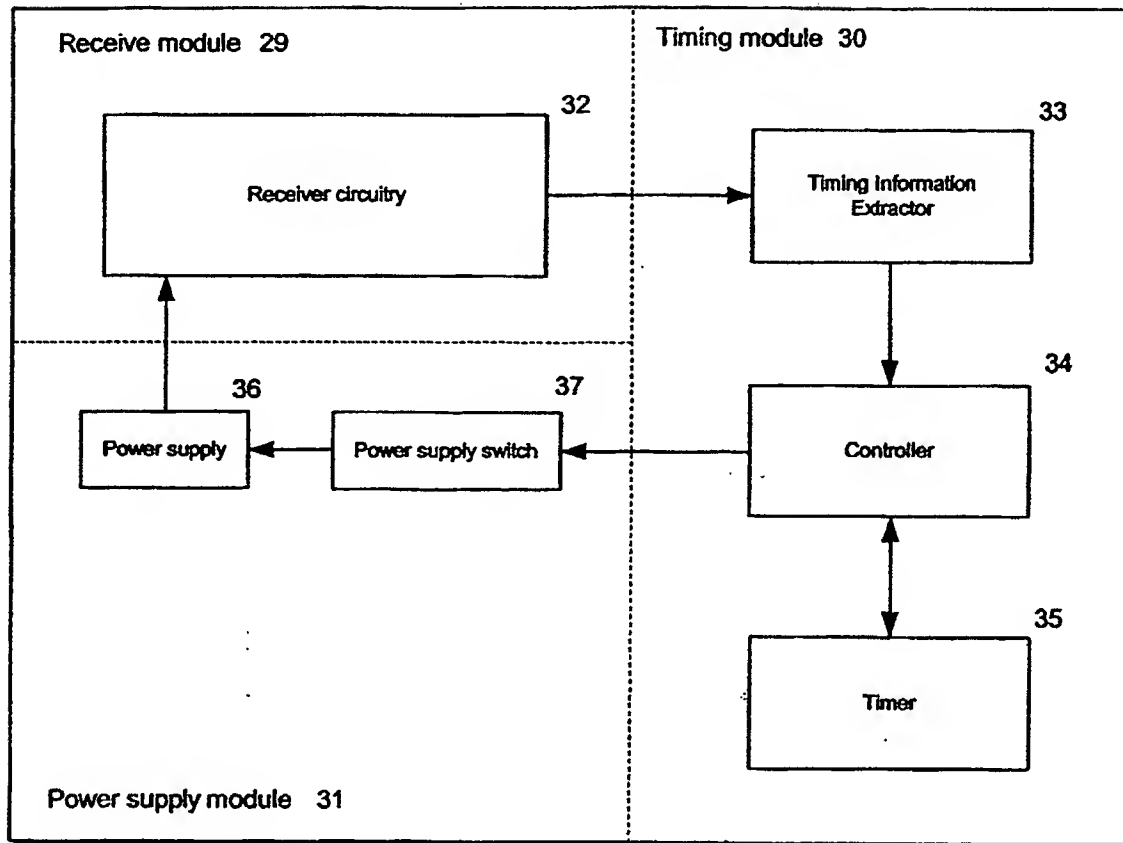 Receive module 29
Timing module 30
32
Receiver circuitry
33
Timing Information
Extractor
34
Controller
36
Power supply
37
Power supply switch
35
Timer
Power supply module 31